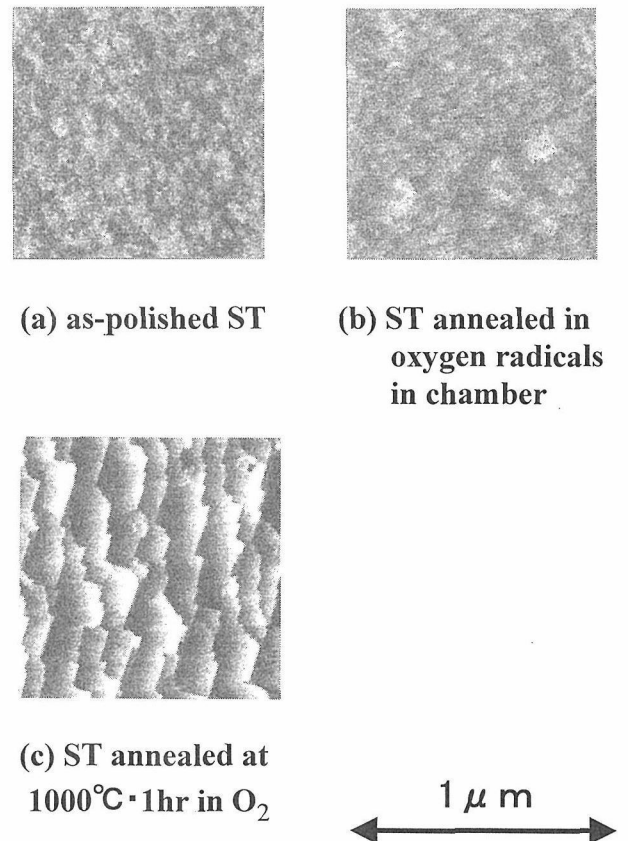 (a) as-polished ST
(b) ST annealed in
oxygen radicals
in chamber
(c) ST annealed at
1000℃・1hr in O₂
1 μ m